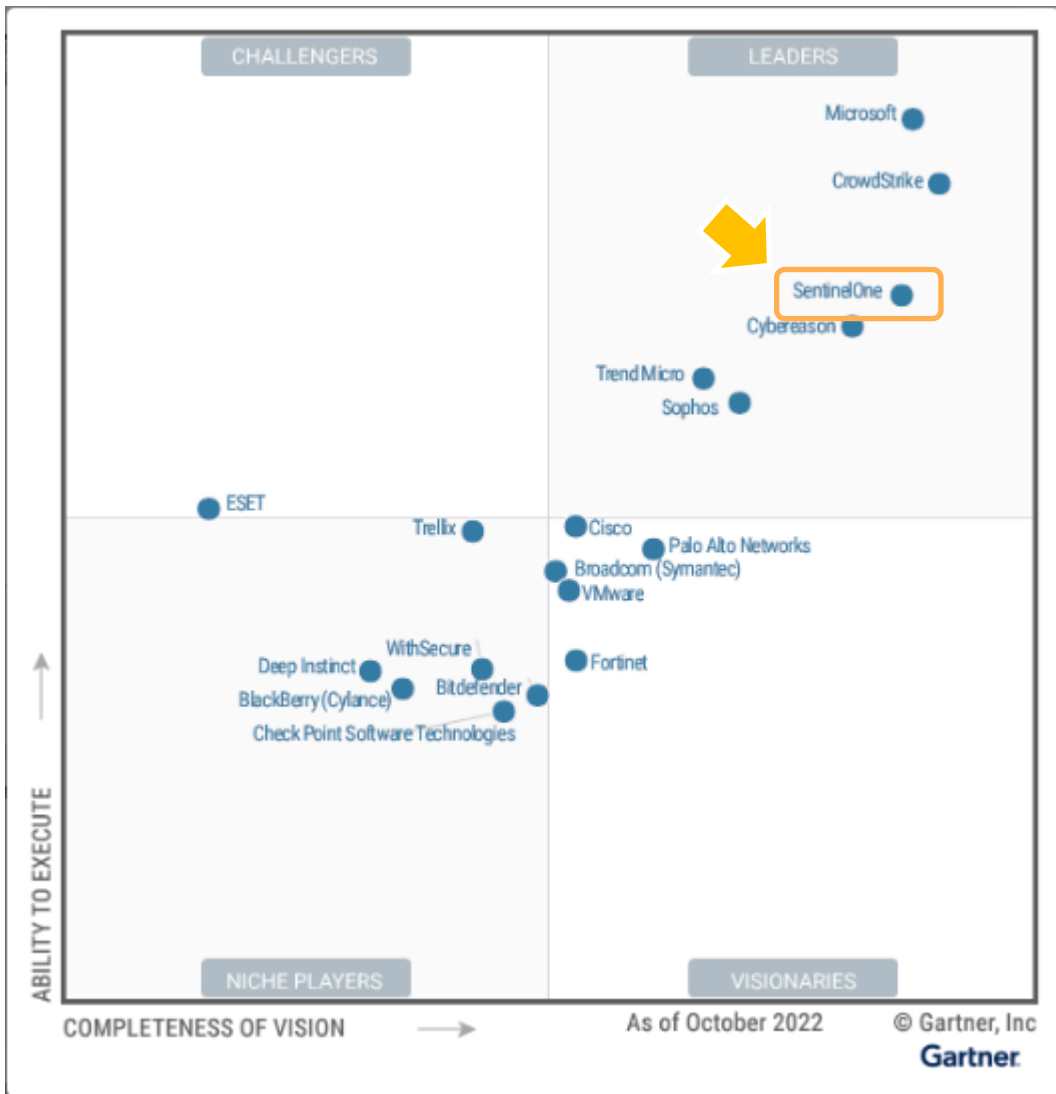 CHALLENGERS
LEADERS
Microsoft
CrowdStrike
SentinelOne
Cybereason
Trend Micro
Sophos
ESET
Trellix
Cisco
Palo Alto Networks
Broadcom (Symantec)
VMware
WithSecure
Fortinet
Deep Instinct
Bitdefender
BlackBerry (Cylance)
Check Point Software Technologies
ABILITY TO EXECUTE
NICHE PLAYERS
VISIONARIES
COMPLETENESS OF VISION
As of October 2022
© Gartner, Inc
Gartner